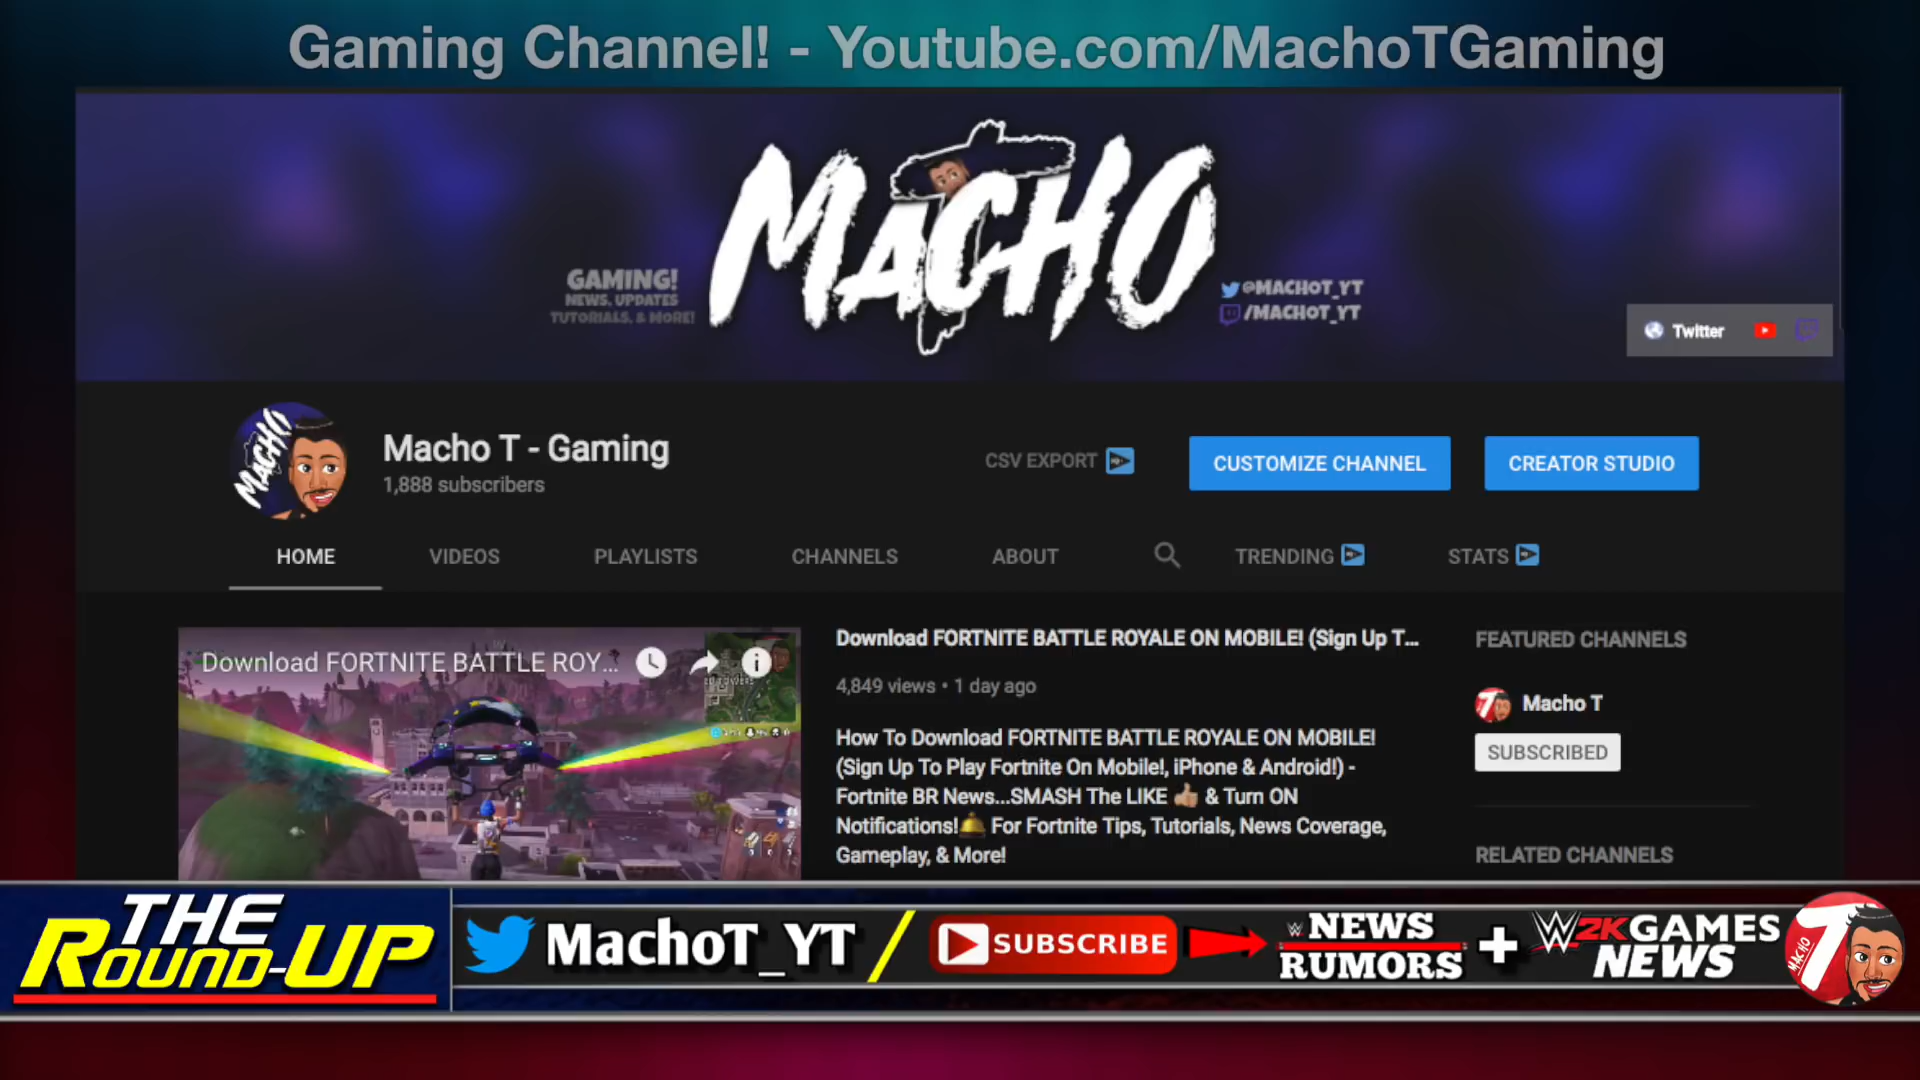 Gaming Channel! - Youtube.com/MachoTGaming
MACHO
GAMING!
NEWS, UPDATES
TUTORIALS, & MORE!
@MACHOT_YT
/MACHOT_YT
Twitter
MACHO
Macho T - Gaming
1,888 subscribers
CSV EXPORT
CUSTOMIZE CHANNEL
CREATOR STUDIO
HOME
VIDEOS
PLAYLISTS
CHANNELS
ABOUT
TRENDING
STATS
Download FORTNITE BATTLE ROY...
Download FORTNITE BATTLE ROYALE ON MOBILE! (Sign Up T...
4,849 views • 1 day ago
How To Download FORTNITE BATTLE ROYALE ON MOBILE!
(Sign Up To Play Fortnite On Mobile!, iPhone & Android!) -
Fortnite BR News...SMASH The LIKE 👍🏼 & Turn ON
Notifications!🔔 For Fortnite Tips, Tutorials, News Coverage,
Gameplay, & More!
FEATURED CHANNELS
Macho T
SUBSCRIBED
RELATED CHANNELS
THE
ROUND-UP
MachoT_YT
SUBSCRIBE
W NEWS
RUMORS
+
W 2K GAMES
NEWS
MACHO
T